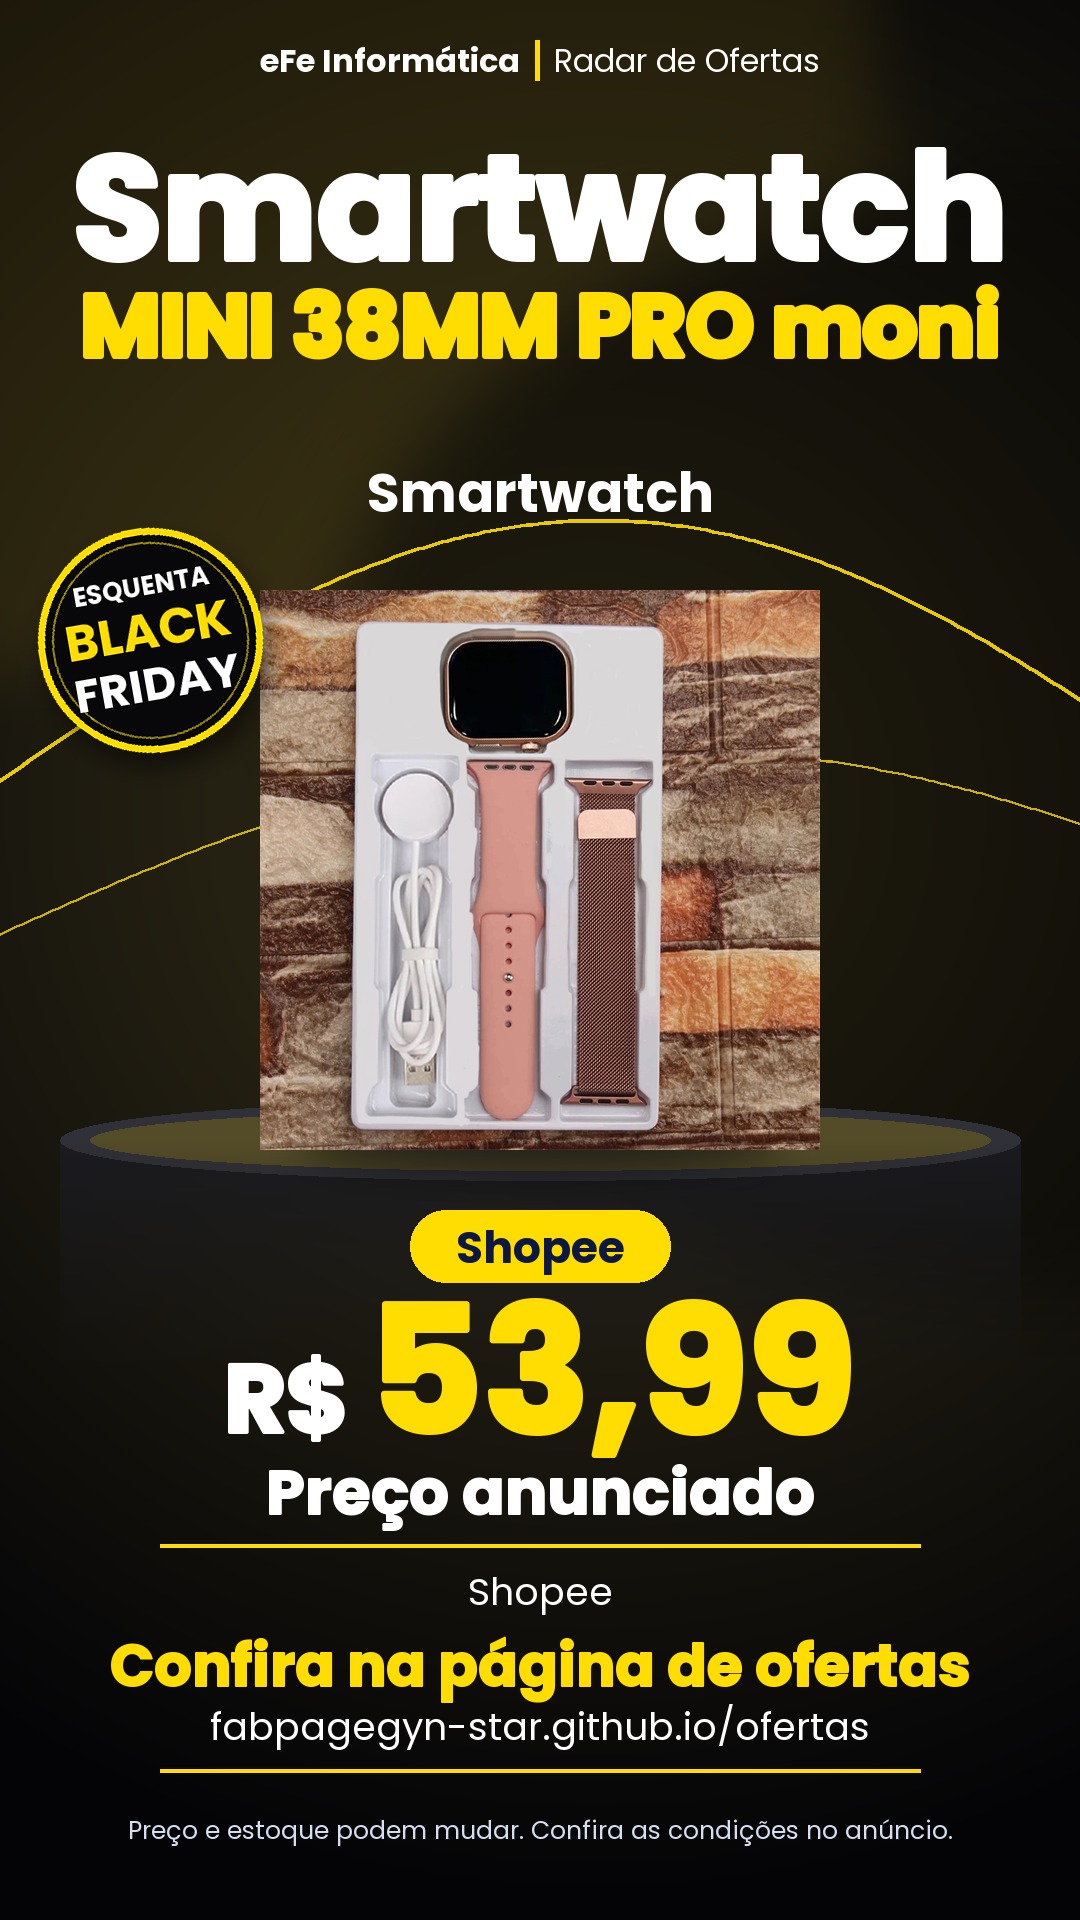 eFe Informática | Radar de Ofertas
Smartwatch
MINI 38MM PRO moni
Smartwatch
ESQUENTA
BLACK
FRIDAY
Shopee
R$ 53,99
Preço anunciado
Shopee
Confira na página de ofertas
fabpagegyn-star.github.io/ofertas
Preço e estoque podem mudar. Confira as condições no anúncio.